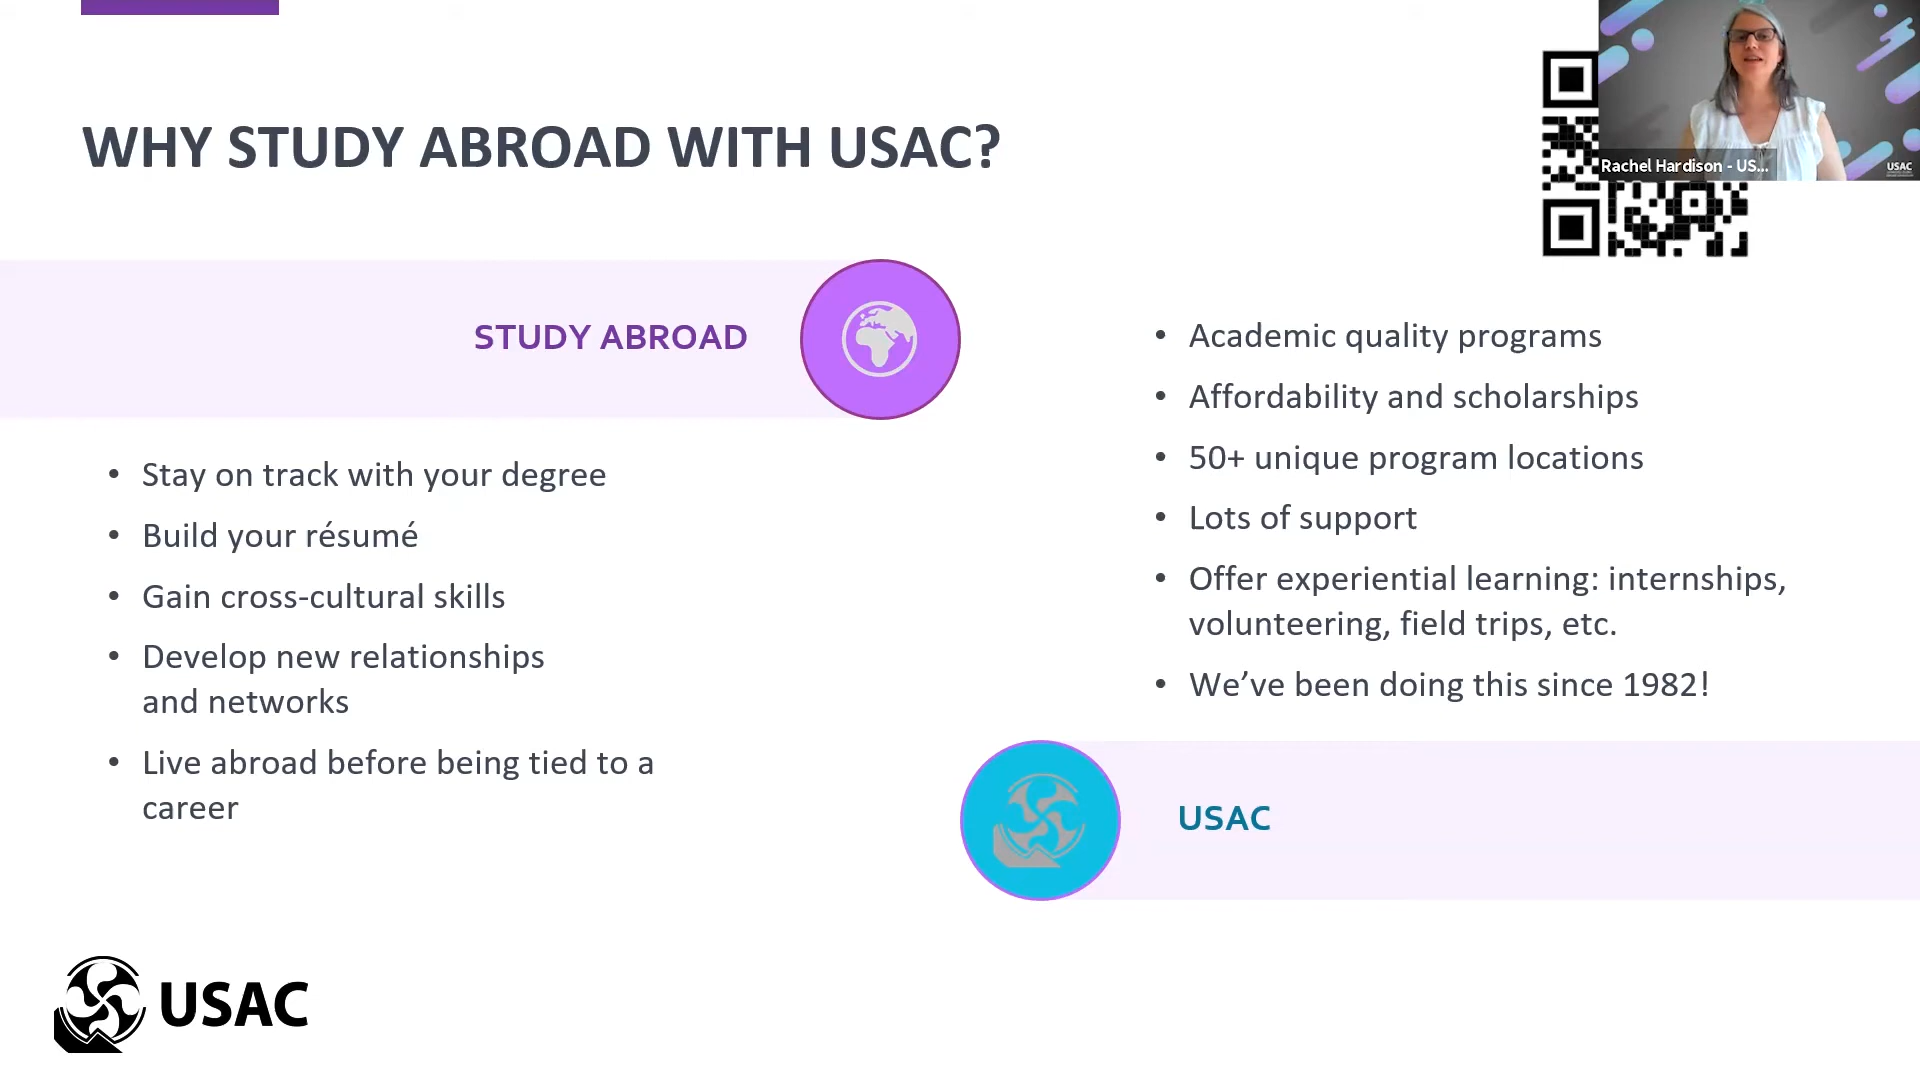 WHY STUDY ABROAD WITH USAC?
Rachel Hardison - US...
USAC
STUDY ABROAD
• Stay on track with your degree
• Build your résumé
• Gain cross-cultural skills
• Develop new relationships
and networks
• Live abroad before being tied to a
career
• Academic quality programs
• Affordability and scholarships
• 50+ unique program locations
• Lots of support
• Offer experiential learning: internships,
volunteering, field trips, etc.
• We’ve been doing this since 1982!
USAC
USAC